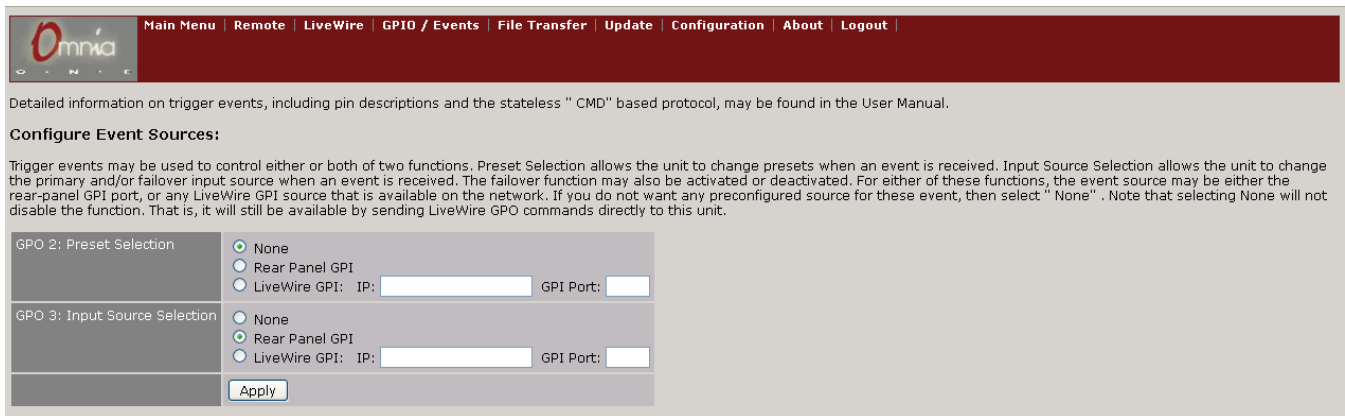 Omnia
O · N · E
Main Menu | Remote | LiveWire | GPIO / Events | File Transfer | Update | Configuration | About | Logout |
Detailed information on trigger events, including pin descriptions and the stateless " CMD" based protocol, may be found in the User Manual.
Configure Event Sources:
Trigger events may be used to control either or both of two functions. Preset Selection allows the unit to change presets when an event is received. Input Source Selection allows the unit to change
the primary and/or failover input source when an event is received. The failover function may also be activated or deactivated. For either of these functions, the event source may be either the
rear-panel GPI port, or any LiveWire GPI source that is available on the network. If you do not want any preconfigured source for these event, then select " None" . Note that selecting None will not
disable the function. That is, it will still be available by sending LiveWire GPO commands directly to this unit.
GPO 2: Preset Selection
None
Rear Panel GPI
LiveWire GPI: IP: GPI Port:
GPO 3: Input Source Selection
None
Rear Panel GPI
LiveWire GPI: IP: GPI Port:
Apply